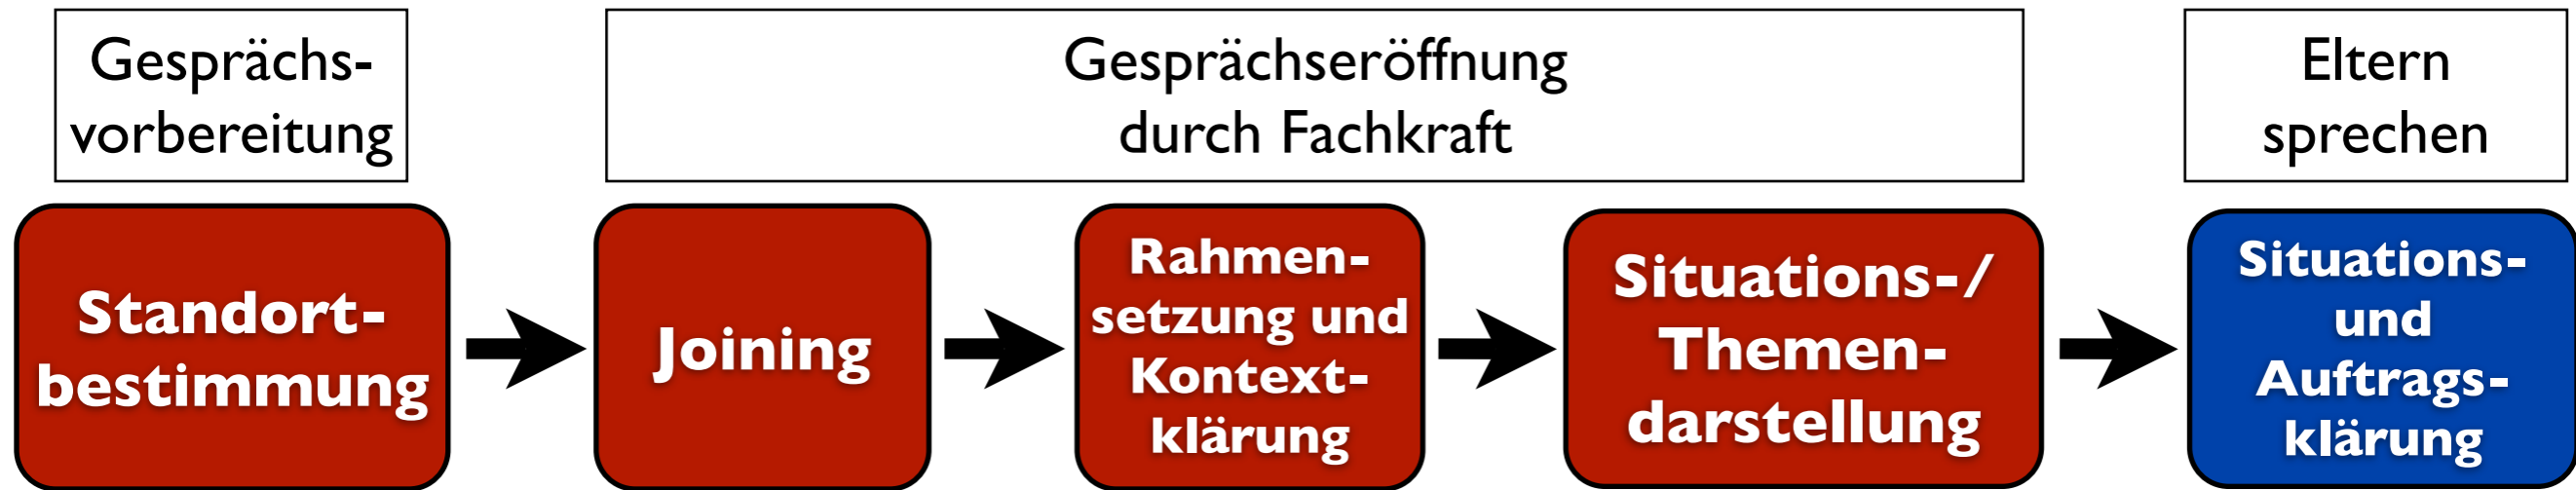 Gesprächs-
vorbereitung
Gesprächseröffnung
durch Fachkraft
Eltern
sprechen
Standort-
bestimmung
Joining
Rahmen-
setzung und
Kontext-
klärung
Situations-/
Themen-
darstellung
Situations-
und
Auftrags-
klärung